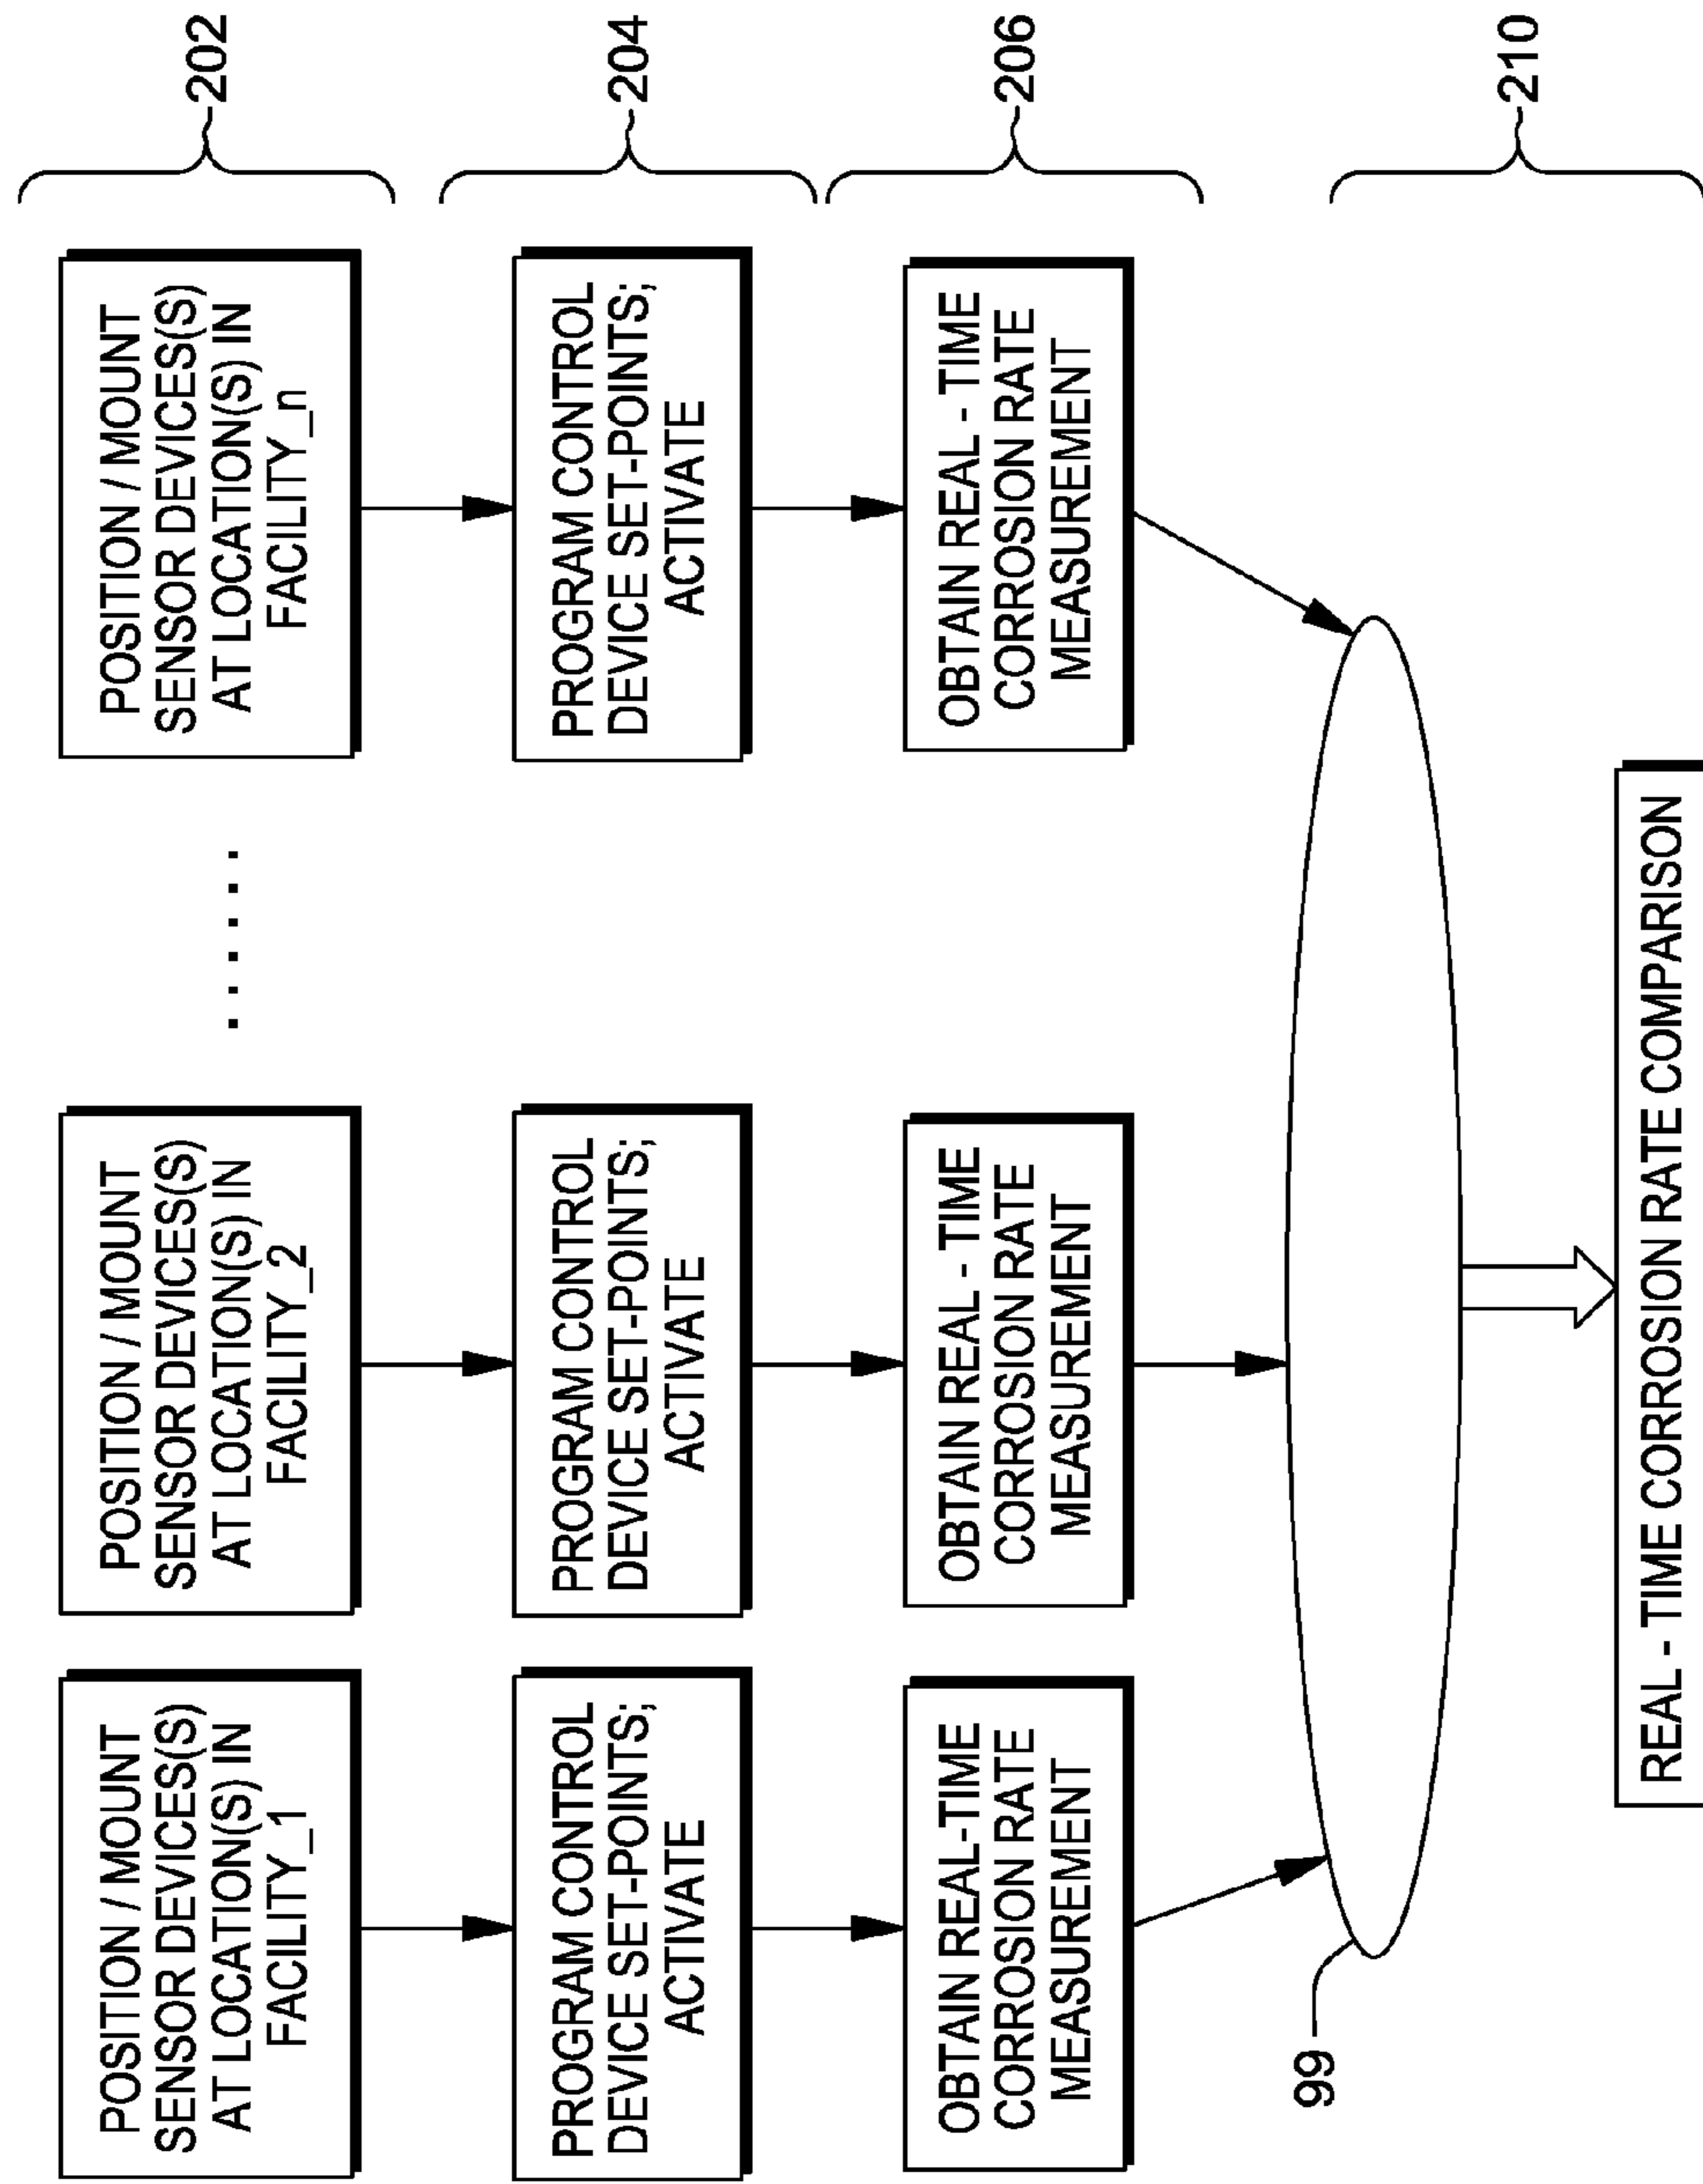 POSITION / MOUNT
SENSOR DEVICES(S)
AT LOCATION(S) IN
FACILITY_1
POSITION / MOUNT
SENSOR DEVICES(S)
AT LOCATION(S) IN
FACILITY_2
......
POSITION / MOUNT
SENSOR DEVICES(S)
AT LOCATION(S) IN
FACILITY_n
202
PROGRAM CONTROL
DEVICE SET-POINTS;
ACTIVATE
PROGRAM CONTROL
DEVICE SET-POINTS;
ACTIVATE
PROGRAM CONTROL
DEVICE SET-POINTS;
ACTIVATE
204
OBTAIN REAL-TIME
CORROSION RATE
MEASUREMENT
OBTAIN REAL - TIME
CORROSION RATE
MEASUREMENT
OBTAIN REAL - TIME
CORROSION RATE
MEASUREMENT
206
99
REAL - TIME CORROSION RATE COMPARISON
210